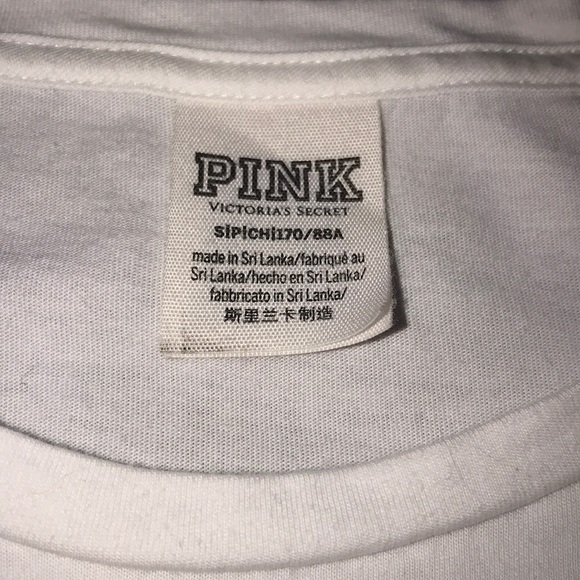 PINK
VICTORIA'S SECRET
S|P|CH|170/88A
made in Sri Lanka/fabriqué au
Sri Lanka/hecho en Sri Lanka/
fabbricato in Sri Lanka/
斯里兰卡制造